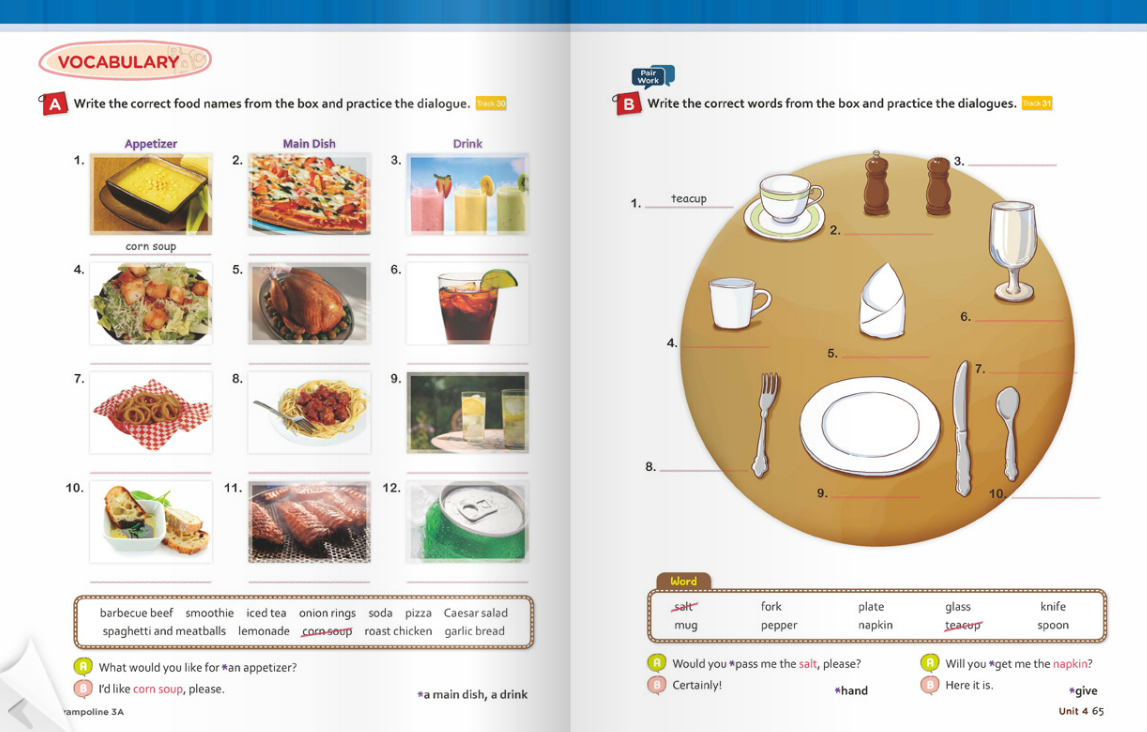 VOCABULARY
A Write the correct food names from the box and practice the dialogue. Track 30
Appetizer Main Dish Drink
1. 2. 3.
corn soup
4. 5. 6.
7. 8. 9.
10. 11. 12.
barbecue beef smoothie iced tea onion rings soda pizza Caesar salad
spaghetti and meatballs lemonade corn soup roast chicken garlic bread
A What would you like for *an appetizer?
B I'd like corn soup, please.
*a main dish, a drink
rampoline 3A
Pair
Work
B Write the correct words from the box and practice the dialogues. Track 31
1. teacup
2.
3.
4.
5.
6.
7.
8.
9.
10.
Word
salt fork plate glass knife
mug pepper napkin teacup spoon
A Would you *pass me the salt, please?
B Certainly!
*hand
A Will you *get me the napkin?
B Here it is.
*give
Unit 4 65